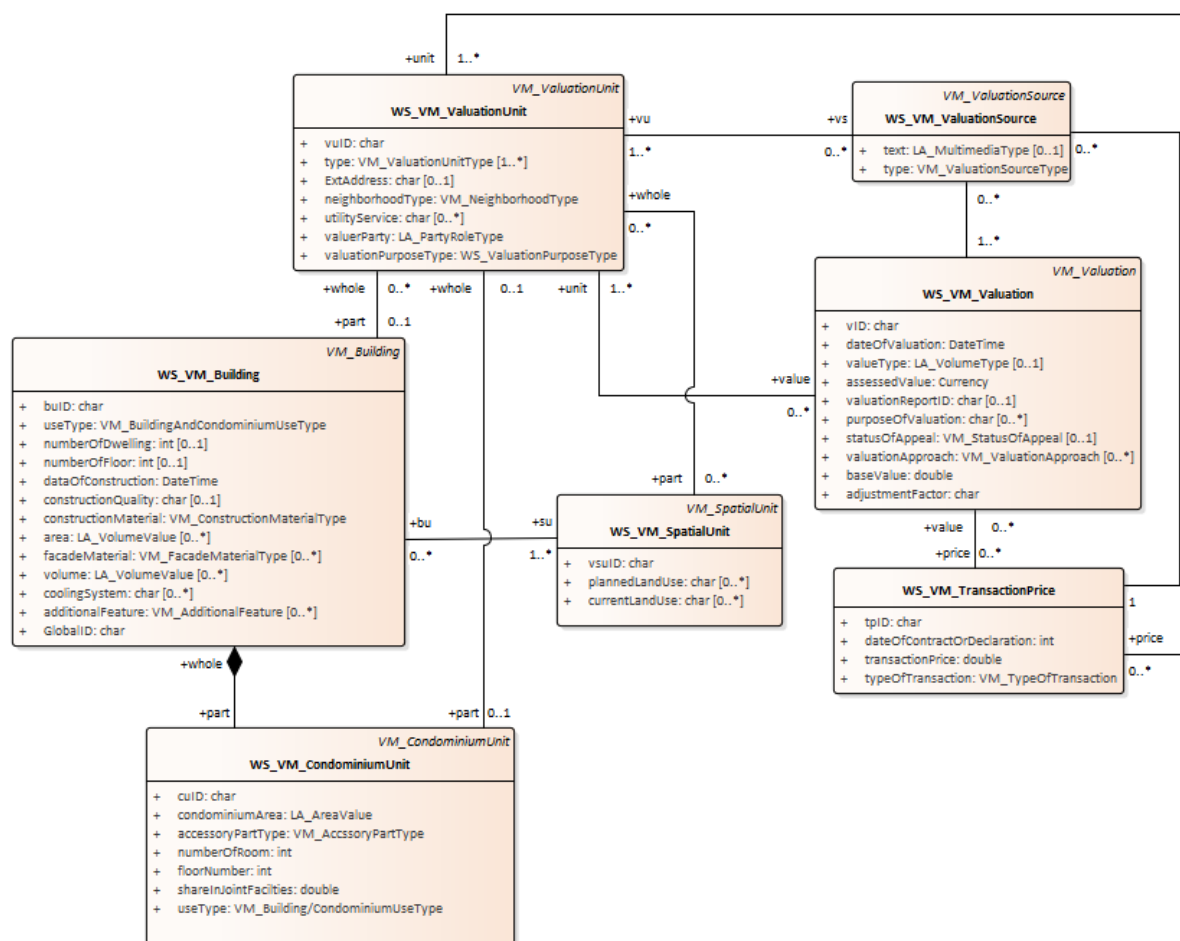 +unit 1..*
VM_ValuationUnit
WS_VM_ValuationUnit
+ vuID: char
+ type: VM_ValuationUnitType [1..*]
+ ExtAddress: char [0..1]
+ neighborhoodType: VM_NeighborhoodType
+ utilityService: char [0..*]
+ valuerParty: LA_PartyRoleType
+ valuationPurposeType: WS_ValuationPurposeType
+vu +vs
1..* 0..*
VM_ValuationSource
WS_VM_ValuationSource
+ text: LA_MultimediaType [0..1]
+ type: VM_ValuationSourceType
0..*
+whole
0..*
0..*
1..*
+whole 0..* +whole 0..1 +unit 1..*
+part 0..1
VM_Valuation
WS_VM_Valuation
+ vID: char
+ dateOfValuation: DateTime
+ valueType: LA_VolumeType [0..1]
+ assessedValue: Currency
+ valuationReportID: char [0..1]
+ purposeOfValuation: char [0..*]
+ statusOfAppeal: VM_StatusOfAppeal [0..1]
+ valuationApproach: VM_ValuationApproach [0..*]
+ baseValue: double
+ adjustmentFactor: char
+value
0..*
VM_Building
WS_VM_Building
+ buID: char
+ useType: VM_BuildingAndCondominiumUseType
+ numberOfDwelling: int [0..1]
+ numberOfFloor: int [0..1]
+ dataOfConstruction: DateTime
+ constructionQuality: char [0..1]
+ constructionMaterial: VM_ConstructionMaterialType
+ area: LA_VolumeValue [0..*]
+ facadeMaterial: VM_FacadeMaterialType [0..*]
+ volume: LA_VolumeValue [0..*]
+ coolingSystem: char [0..*]
+ additionalFeature: VM_AdditionalFeature [0..*]
+ GlobalID: char
+part 0..*
+bu +su
0..* 1..*
VM_SpatialUnit
WS_VM_SpatialUnit
+ vsuID: char
+ plannedLandUse: char [0..*]
+ currentLandUse: char [0..*]
+value 0..*
+price 0..*
WS_VM_TransactionPrice
+ tpID: char
+ dateOfContractOrDeclaration: int
+ transactionPrice: double
+ typeOfTransaction: VM_TypeOfTransaction
1
+price
0..*
+whole
+part
+part 0..1
VM_CondominiumUnit
WS_VM_CondominiumUnit
+ cuID: char
+ condominiumArea: LA_AreaValue
+ accessoryPartType: VM_AccssoryPartType
+ numberOfRoom: int
+ floorNumber: int
+ shareInJointFacilties: double
+ useType: VM_Building/CondominiumUseType